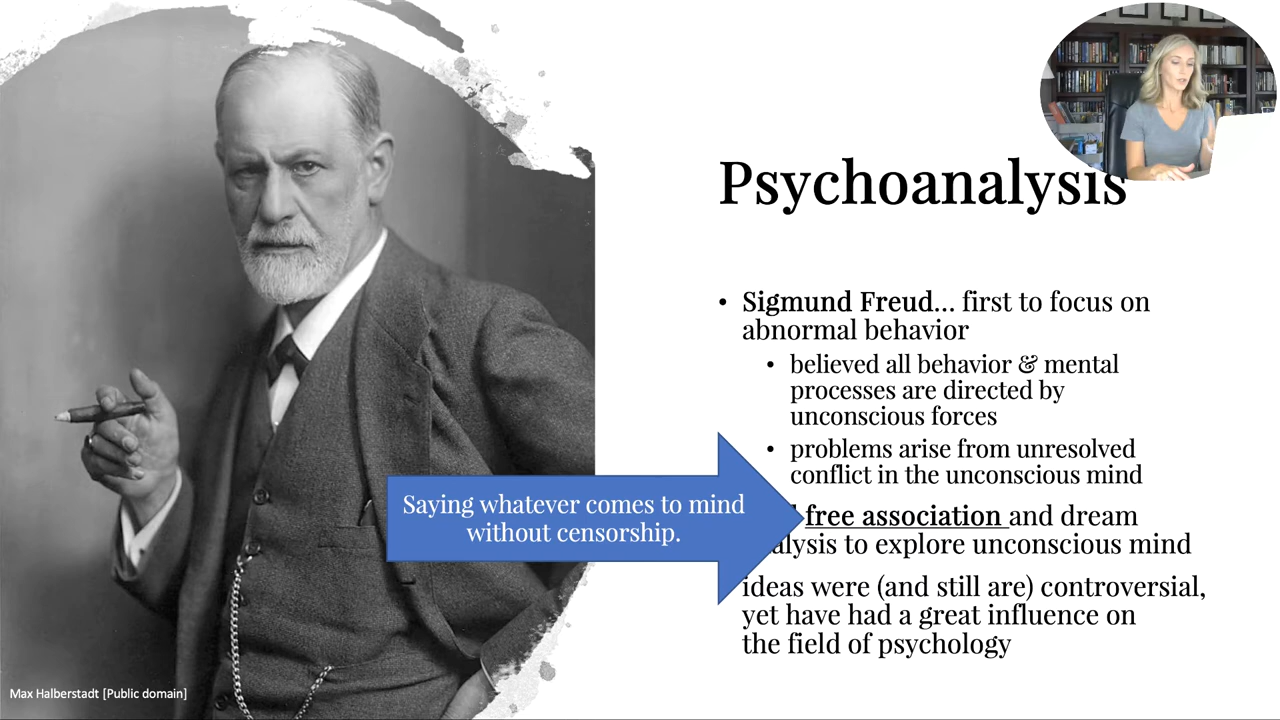 Psychoanalysis
• Sigmund Freud... first to focus on
abnormal behavior
• believed all behavior & mental
processes are directed by
unconscious forces
• problems arise from unresolved
conflict in the unconscious mind
free association and dream
alysis to explore unconscious mind
ideas were (and still are) controversial,
yet have had a great influence on
the field of psychology
Saying whatever comes to mind
without censorship.
Max Halberstadt [Public domain]